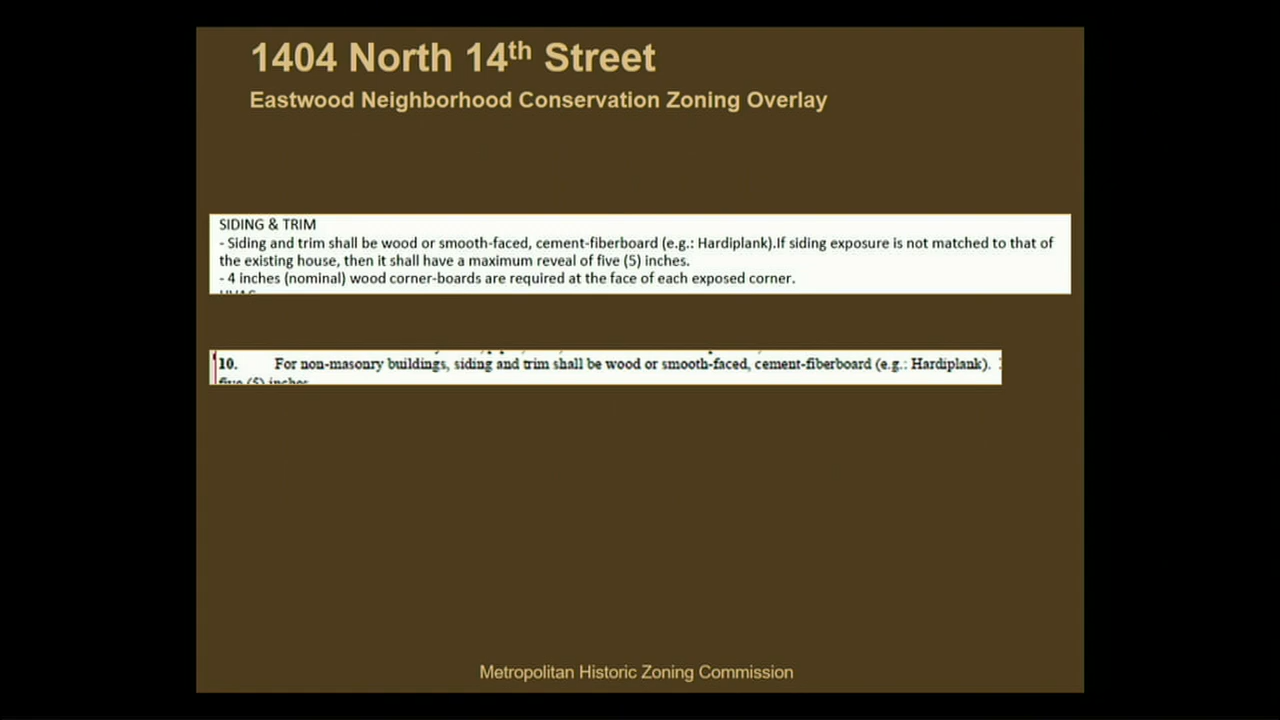 1404 North 14th Street
Eastwood Neighborhood Conservation Zoning Overlay
SIDING & TRIM
- Siding and trim shall be wood or smooth-faced, cement-fiberboard (e.g.: Hardiplank).If siding exposure is not matched to that of
the existing house, then it shall have a maximum reveal of five (5) inches.
- 4 inches (nominal) wood corner-boards are required at the face of each exposed corner.
HVAC
10. For non-masonry buildings, siding and trim shall be wood or smooth-faced, cement-fiberboard (e.g.: Hardiplank).
five (5) inches
Metropolitan Historic Zoning Commission